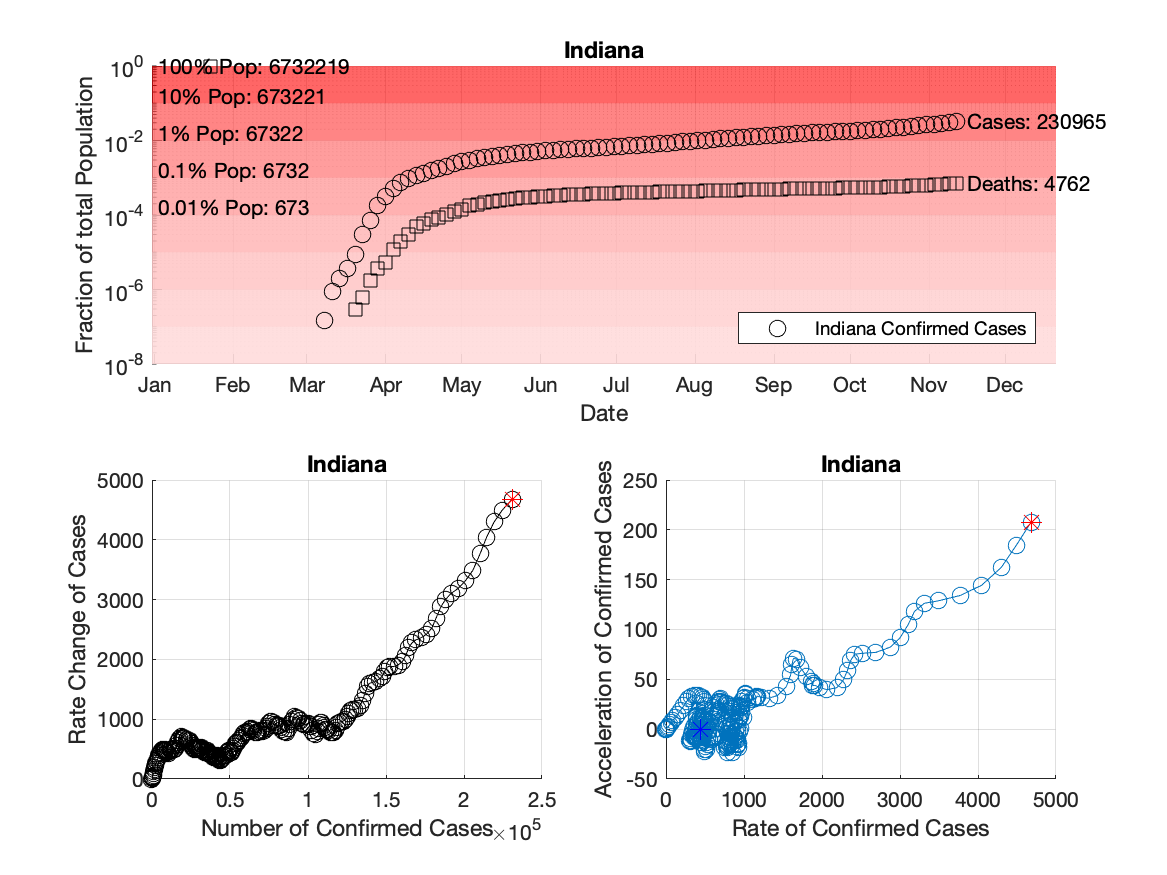 Indiana
Fraction of total Population
10^0
10^-2
10^-4
10^-6
10^-8
100% Pop: 6732219
10% Pop: 673221
1% Pop: 67322
0.1% Pop: 6732
0.01% Pop: 673
Cases: 230965
Deaths: 4762
Indiana Confirmed Cases
Jan Feb Mar Apr May Jun Jul Aug Sep Oct Nov Dec
Date
Indiana
Rate Change of Cases
5000
4000
3000
2000
1000
0
0 0.5 1 1.5 2 2.5
Number of Confirmed Cases
×10^5
Indiana
Acceleration of Confirmed Cases
250
200
150
100
50
0
-50
0 1000 2000 3000 4000 5000
Rate of Confirmed Cases